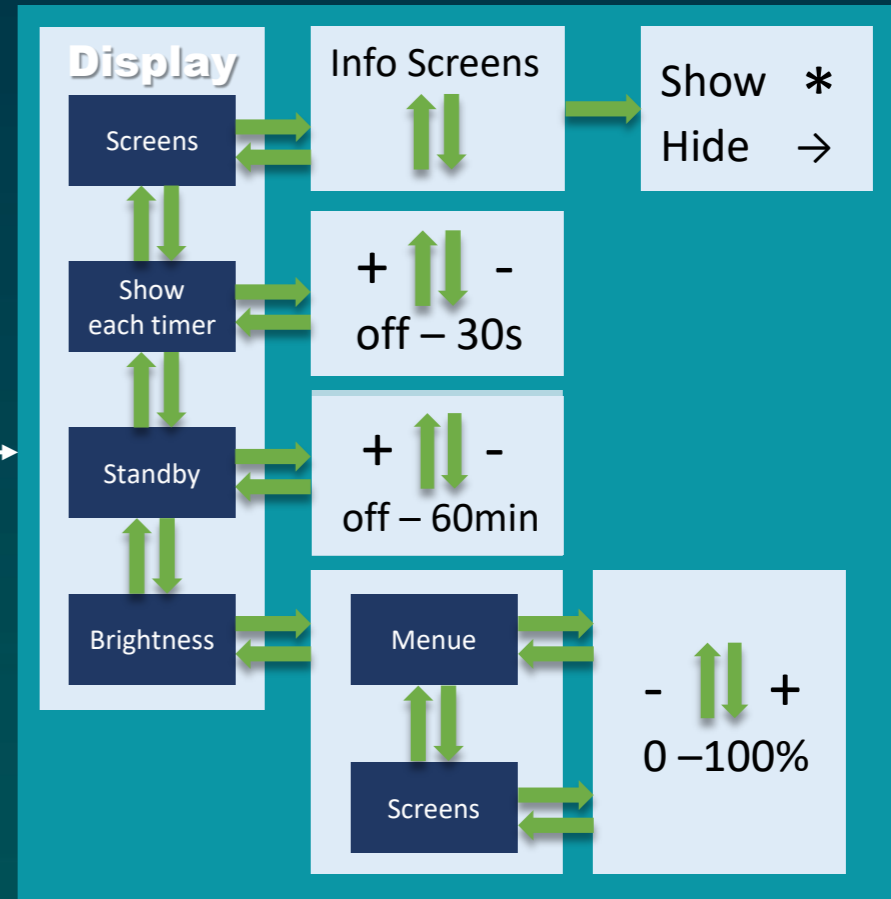 Display
Screens
Info Screens
Show *
Hide →
Show
each timer
+ -
off – 30s
Standby
+ -
off – 60min
Brightness
Menue
Screens
- +
0 –100%